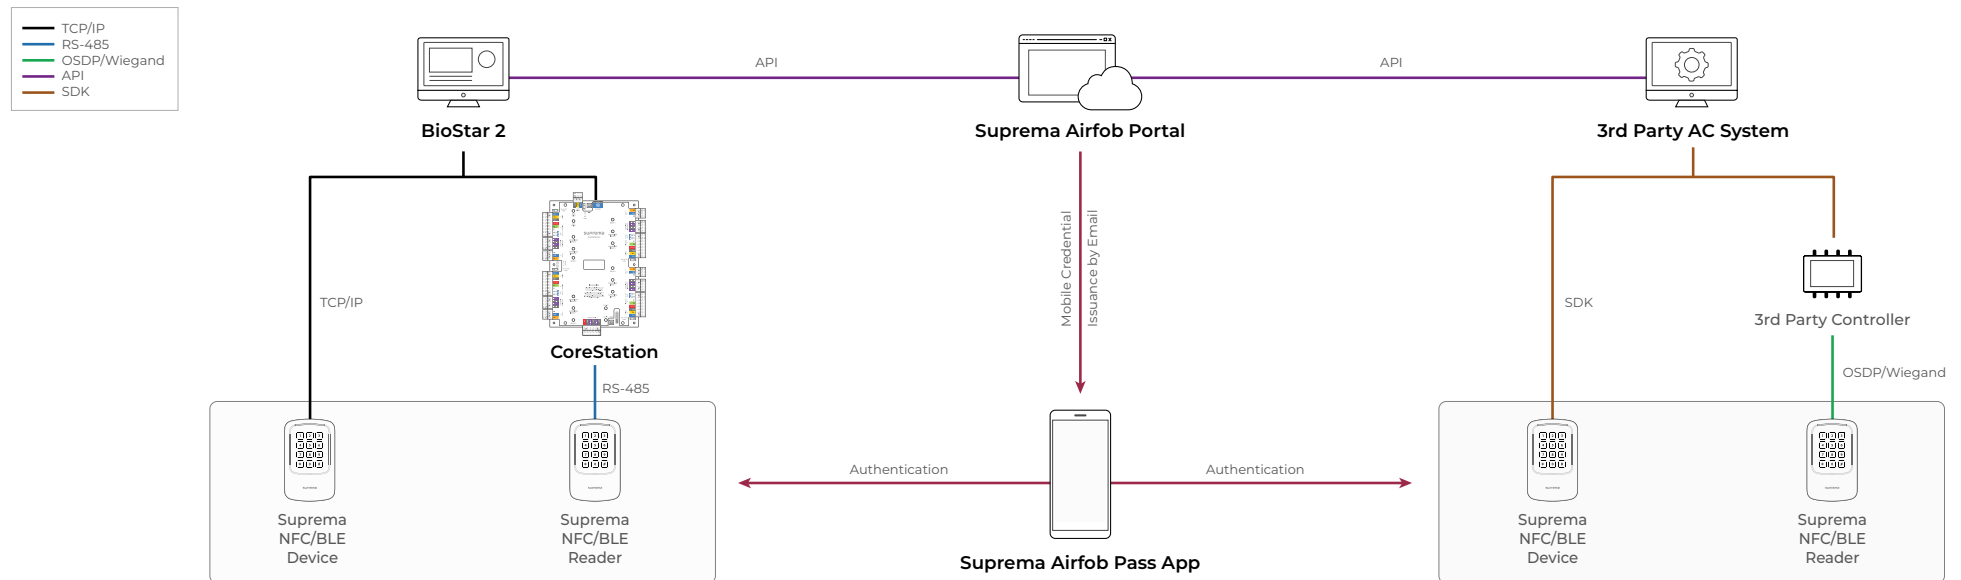 TCP/IP
RS-485
OSDP/Wiegand
API
SDK
API
API
BioStar 2
Suprema Airfob Portal
3rd Party AC System
Mobile Credential
Issuance by Email
TCP/IP
SDK
3rd Party Controller
CoreStation
RS-485
OSDP/Wiegand
Authentication
Authentication
Suprema
NFC/BLE
Device
Suprema
NFC/BLE
Reader
Suprema Airfob Pass App
Suprema
NFC/BLE
Device
Suprema
NFC/BLE
Reader